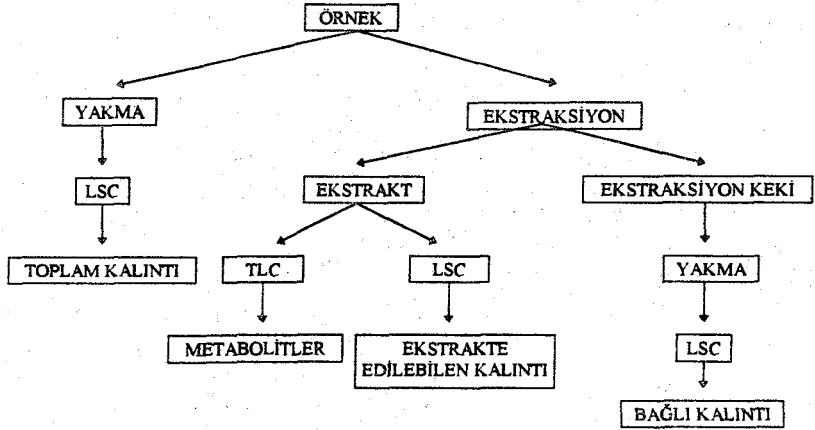 ÖRNEK
YAKMA
EKSTRAKSİYON
LSC
EKSTRAKT
EKSTRAKSİYON KEKİ
TOPLAM KALINTI
TLC
LSC
YAKMA
METABOLİTLER
EKSTRAKTE
EDİLEBİLEN KALINTI
LSC
BAĞLI KALINTI